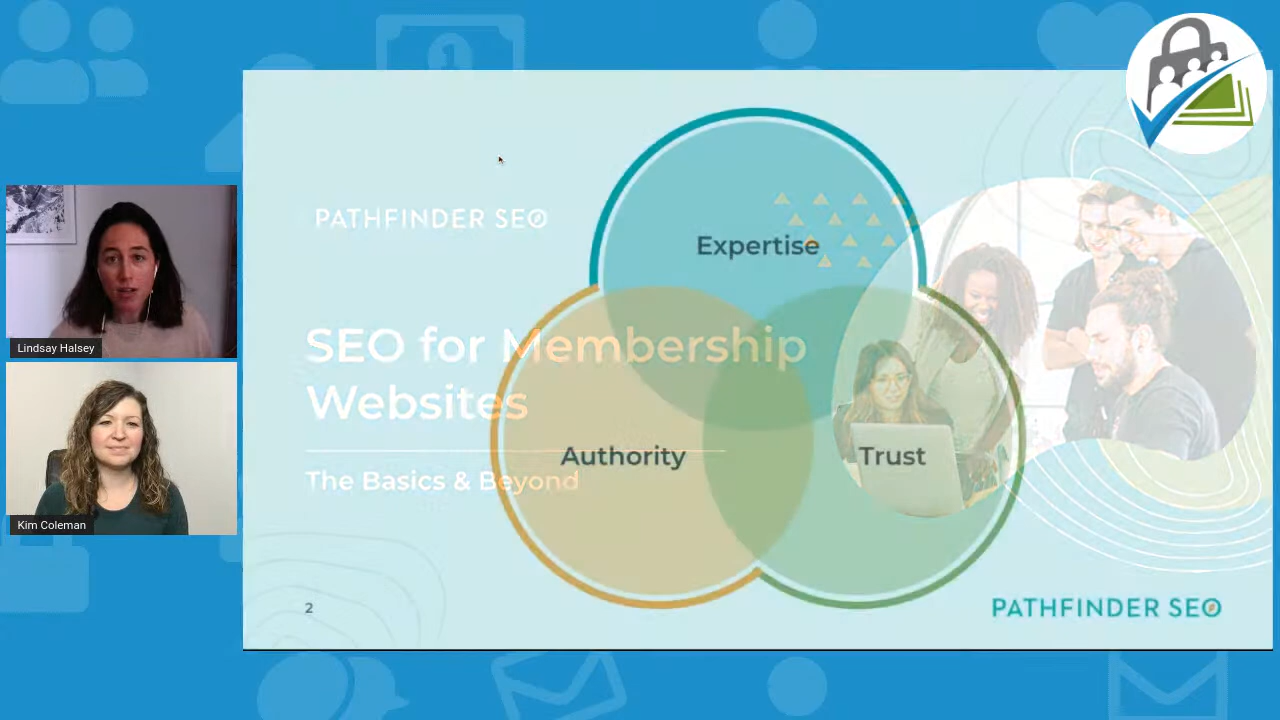 PATHFINDER SEO
Expertise
SEO for Membership
Websites
Authority
Trust
The Basics & Beyond
2
PATHFINDER SEO
Lindsay Halsey
Kim Coleman